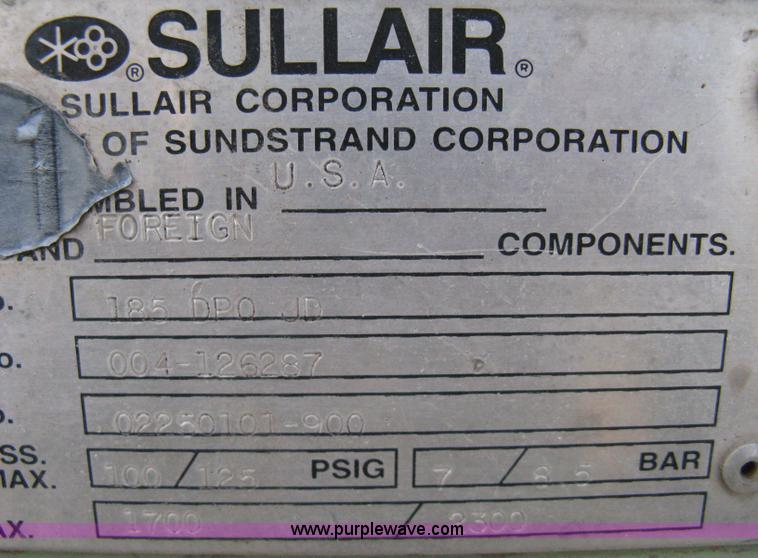 ® SULLAIR ®
SULLAIR CORPORATION
OF SUNDSTRAND CORPORATION
MBLED IN U.S.A.
AND FOREIGN COMPONENTS.
O. 185 DPQ JD
o. 004-126287
O. 02250101-900
SS.
MAX. 100 / 125 PSIG 7 / 8.5 BAR
AX. 1700 / 2300
www.purplewave.com